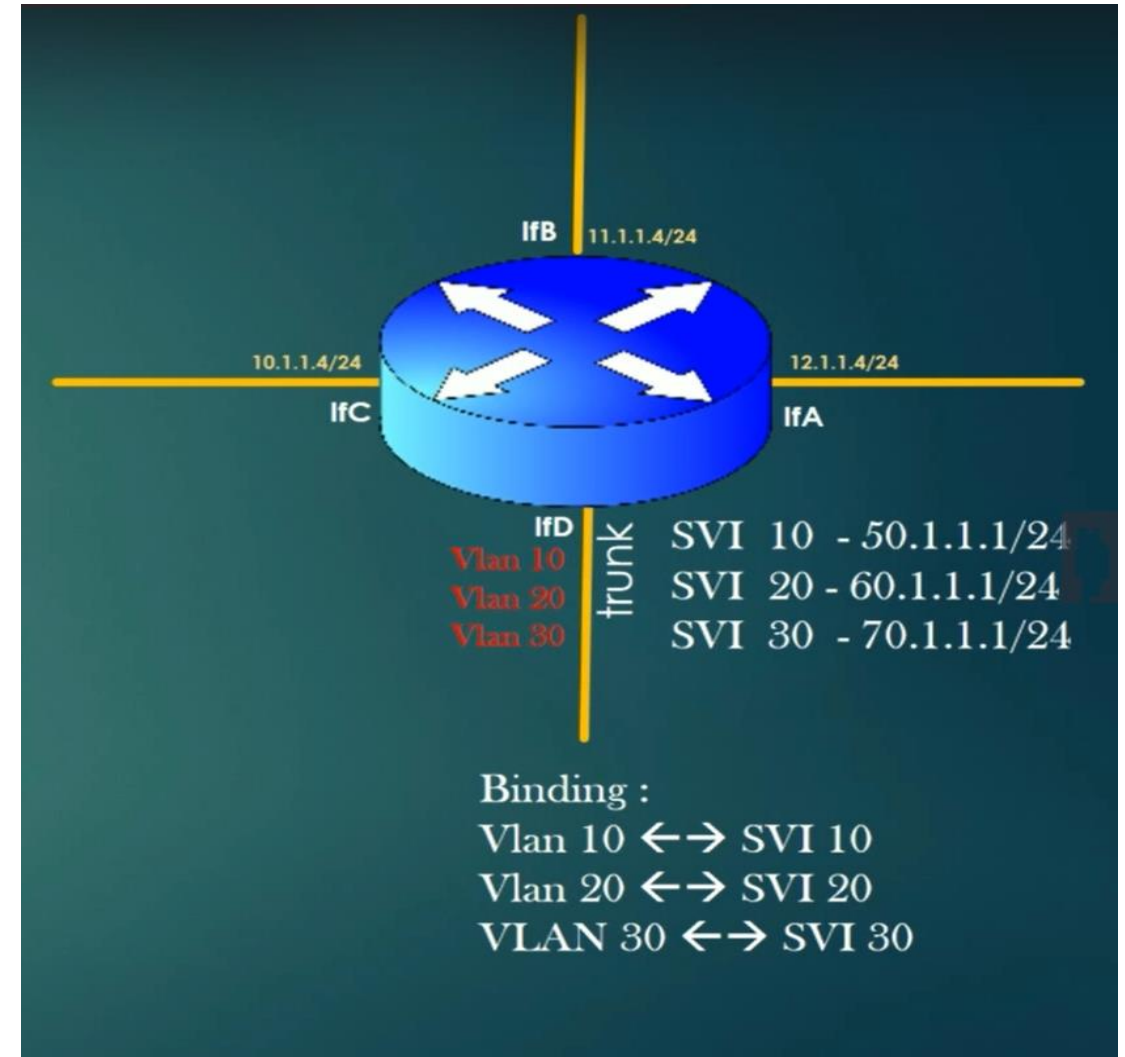 IfB
11.1.1.4/24
10.1.1.4/24
12.1.1.4/24
IfC
IfA
IfD
trunk
Vlan 10
Vlan 20
Vlan 30
SVI 10 - 50.1.1.1/24
SVI 20 - 60.1.1.1/24
SVI 30 - 70.1.1.1/24
Binding :
Vlan 10 ←→ SVI 10
Vlan 20 ←→ SVI 20
VLAN 30 ←→ SVI 30